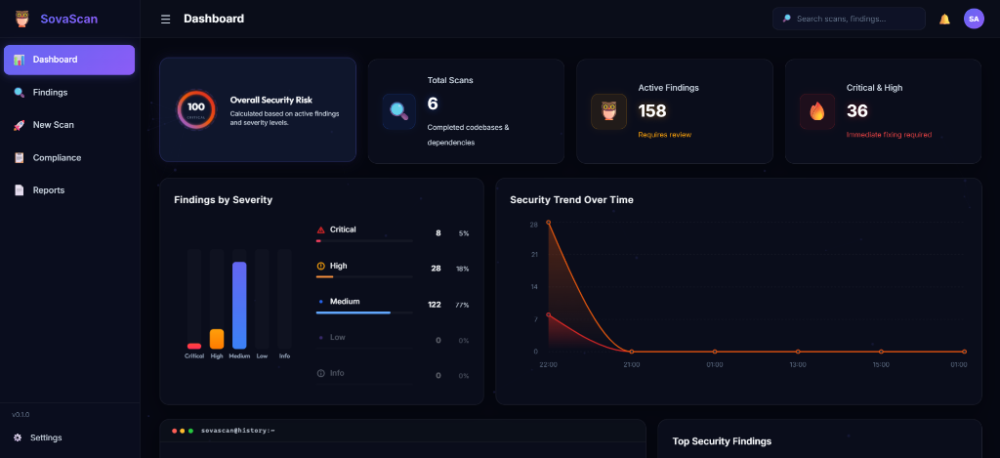 SovaScan
Dashboard
Search scans, findings...
SA
Dashboard
Findings
New Scan
Compliance
Reports
v0.1.0
Settings
100
CRITICAL
Overall Security Risk
Calculated based on active findings
and severity levels.
Total Scans
6
Completed codebases &
dependencies
Active Findings
158
Requires review
Critical & High
36
Immediate fixing required
Findings by Severity
Critical High Medium Low Info
Critical 8 5%
High 28 18%
Medium 122 77%
Low 0 0%
Info 0 0%
Security Trend Over Time
28
21
14
7
0
22:00 21:00 01:00 13:00 15:00 01:00
sovascan@history:~
Top Security Findings